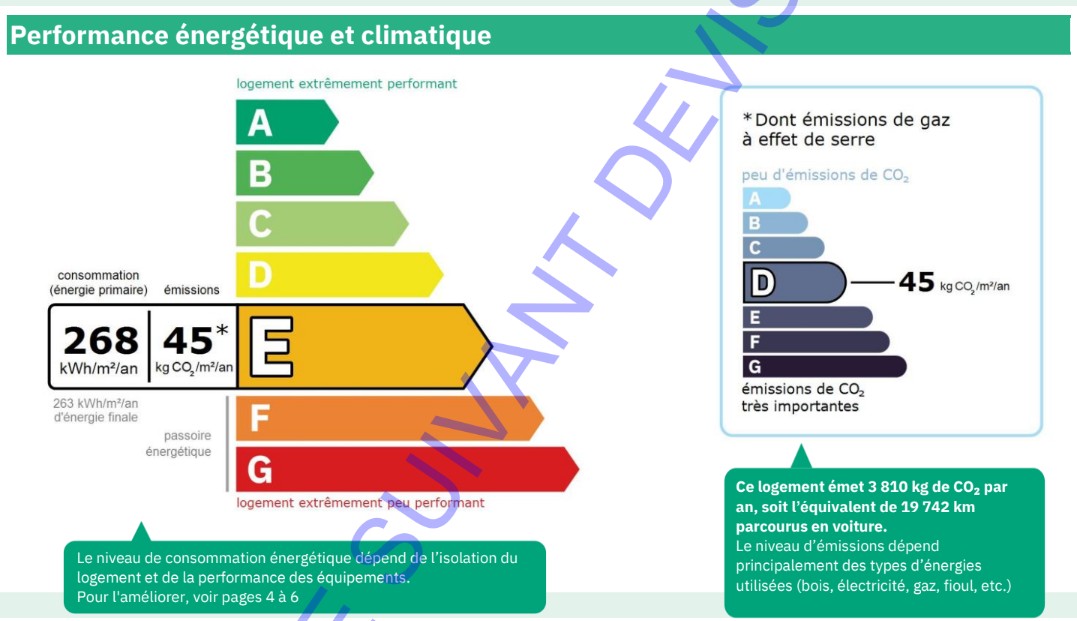 Performance énergétique et climatique
logement extrêmement performant
A
B
C
D
consommation
(énergie primaire)
émissions
268
kWh/m²/an
45*
kg CO₂/m²/an
E
263 kWh/m²/an
d'énergie finale
passoire
énergétique
F
G
logement extrêmement peu performant
Le niveau de consommation énergétique dépend de l'isolation du
logement et de la performance des équipements.
Pour l'améliorer, voir pages 4 à 6
*Dont émissions de gaz
à effet de serre
peu d'émissions de CO₂
A
B
C
D
45 kg CO₂/m²/an
E
F
G
émissions de CO₂
très importantes
Ce logement émet 3 810 kg de CO₂ par
an, soit l'équivalent de 19 742 km
parcourus en voiture.
Le niveau d'émissions dépend
principalement des types d'énergies
utilisées (bois, électricité, gaz, fioul, etc.)
E SUIVANT DEVIS